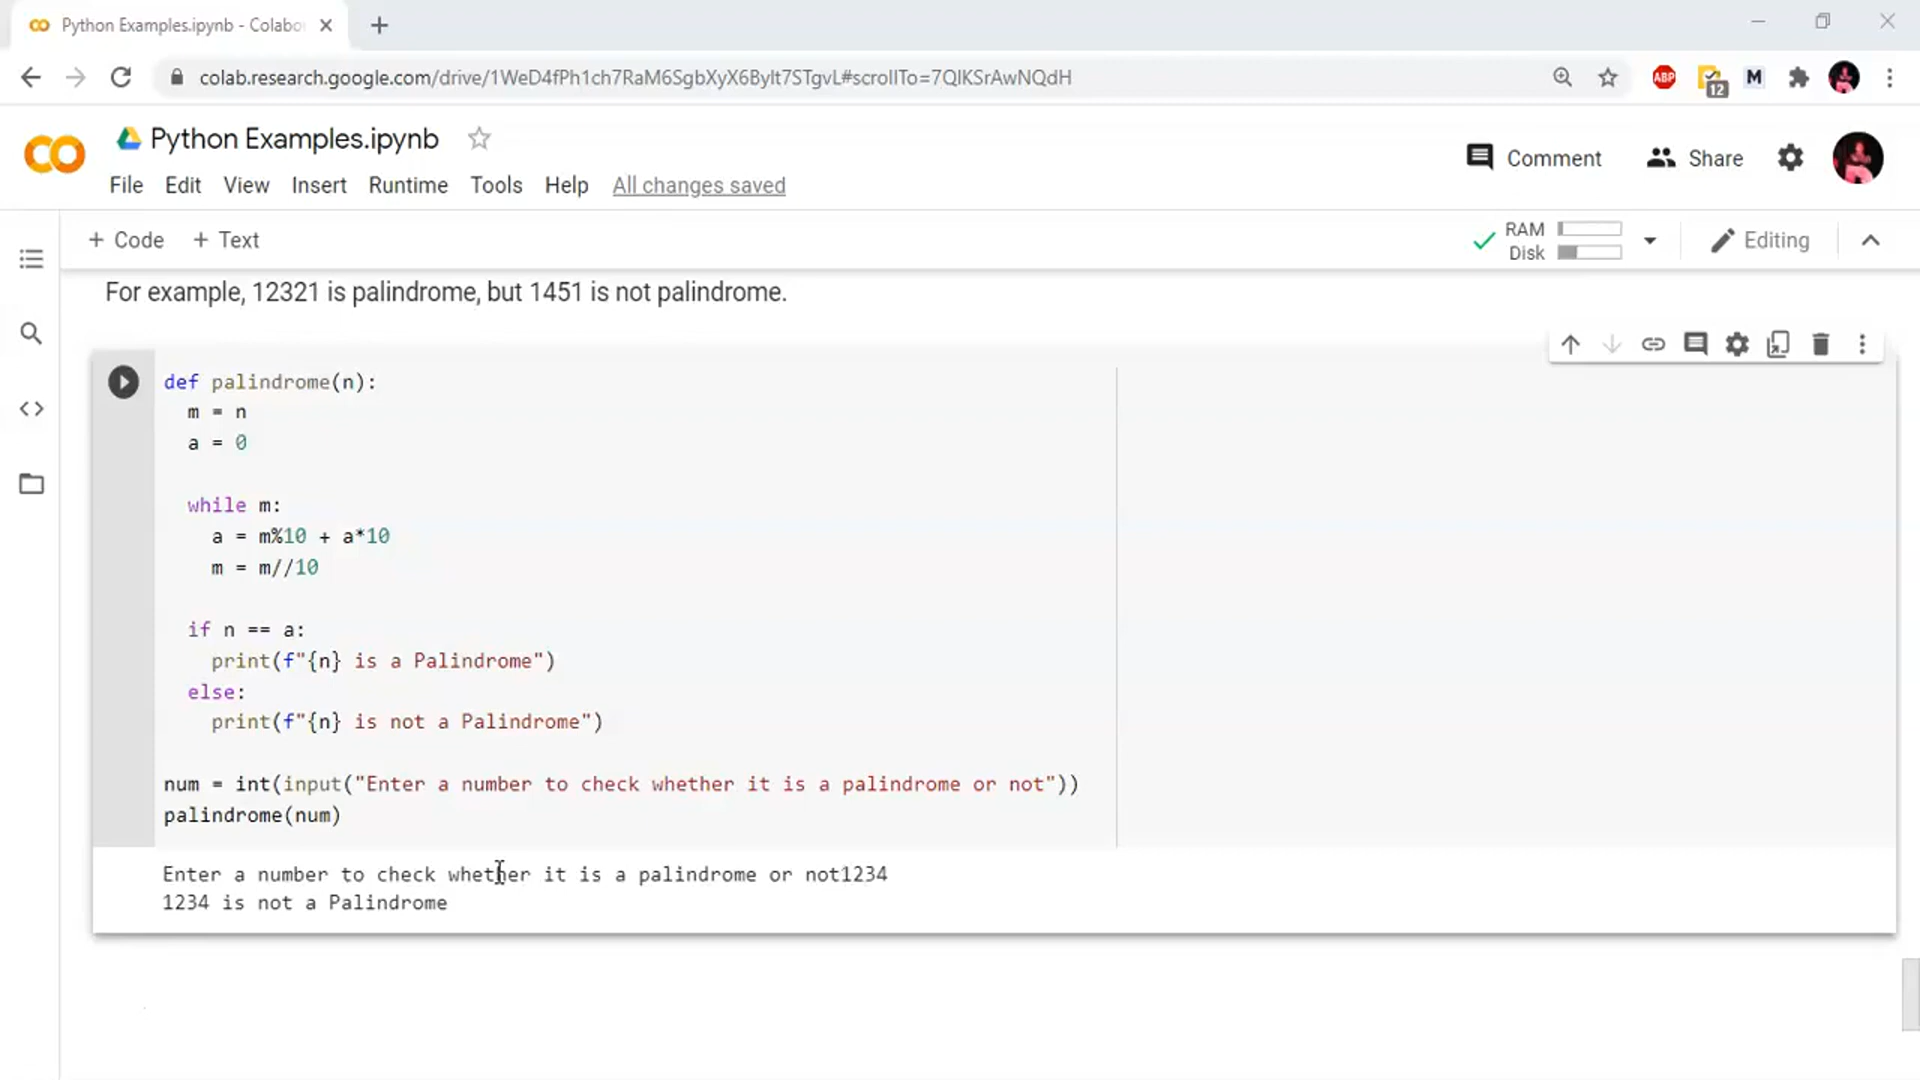 Python Examples.ipynb - Colabo
colab.research.google.com/drive/1WeD4fPh1ch7RaM6SgbXyX6Bylt7STgvL#scrollTo=7QlKSrAwNQdH
ABP
12
M
Python Examples.ipynb
File Edit View Insert Runtime Tools Help All changes saved
Comment Share
+ Code + Text
RAM
Disk
Editing
For example, 12321 is palindrome, but 1451 is not palindrome.
def palindrome(n):
  m = n
  a = 0
  while m:
    a = m%10 + a*10
    m = m//10
  if n == a:
    print(f"{n} is a Palindrome")
  else:
    print(f"{n} is not a Palindrome")
num = int(input("Enter a number to check whether it is a palindrome or not"))
palindrome(num)
Enter a number to check whether it is a palindrome or not1234
1234 is not a Palindrome